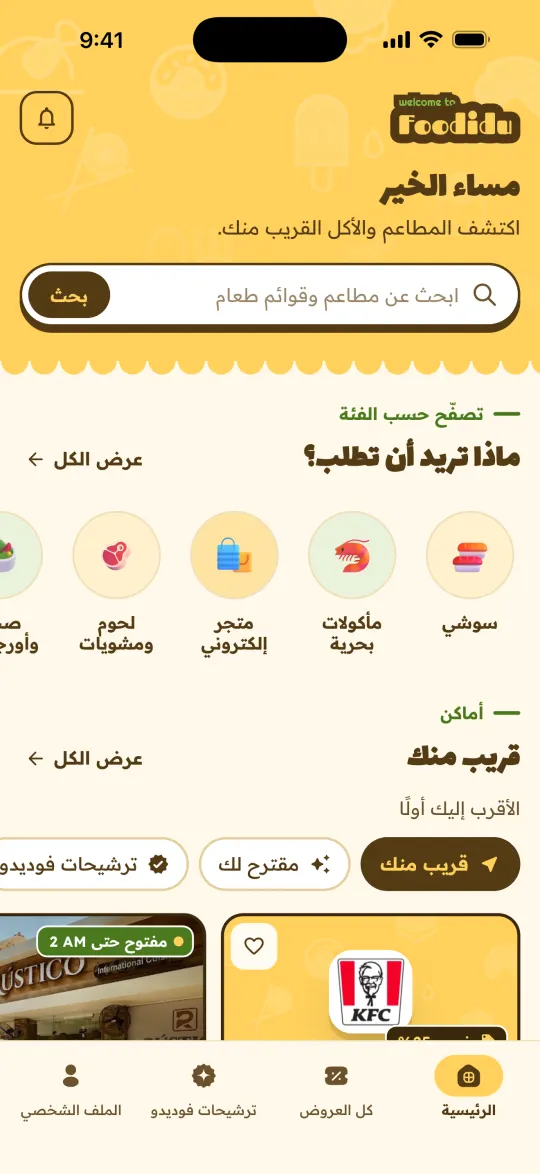 9:41
welcome to
Foodidu
مساء الخير
اكتشف المطاعم والأكل القريب منك.
ابحث عن مطاعم وقوائم طعام
بحث
تصفّح حسب الفئة
ماذا تريد أن تطلب؟
عرض الكل
سوشي
مأكولات
بحرية
متجر
إلكتروني
لحوم
ومشويات
أماكن
قريب منك
عرض الكل
الأقرب إليك أولًا
قريب منك
مقترح لك
ترشيحات فوديدو
KFC
مفتوح حتى 2 AM
ÚSTICO
International
الرئيسية
كل العروض
ترشيحات فوديدو
الملف الشخصي